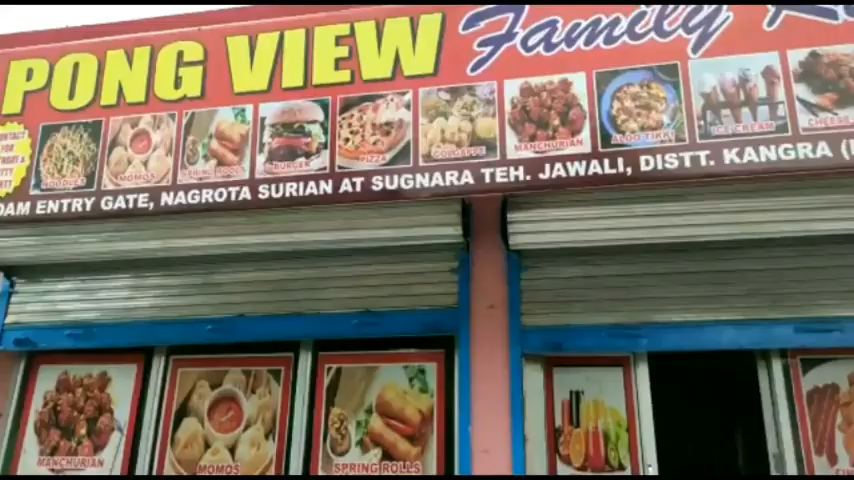 PONG VIEW Family
CONTACT
FOR
NOODLES MOMOS SPRING ROLLS BURGER PIZZA GOLGAPPE MANCHURIAN ALOO TIKKI ICE CREAM CHEESE
DAM ENTRY GATE, NAGROTA SURIAN AT SUGNARA TEH. JAWALI, DISTT. KANGRA (
MANCHURIAN MOMOS SPRING ROLLS